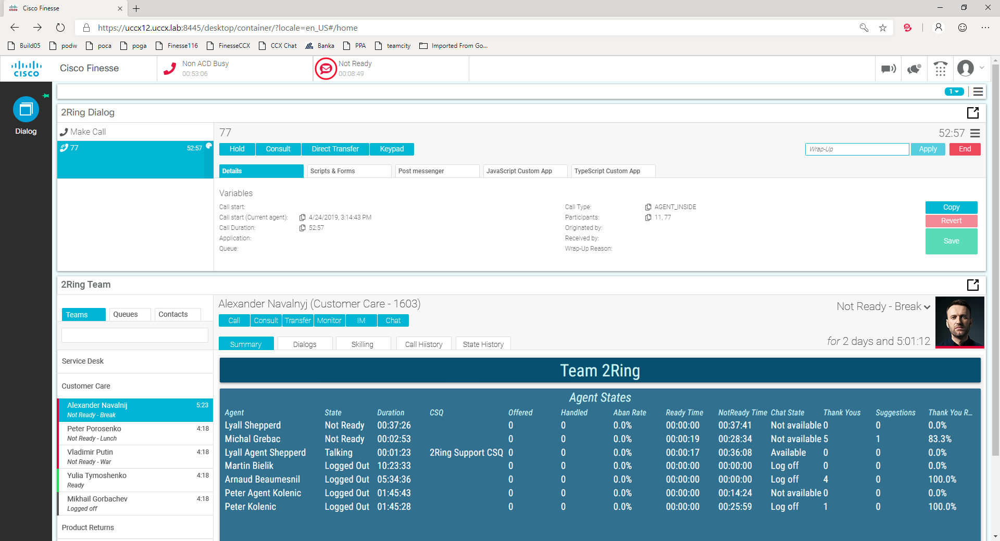 Cisco Finesse
https://uccx12.uccx.lab:8445/desktop/container/?locale=en_US#/home
Build05 podw poca poga Finesse116 FinesseCCX CCX Chat Banka PPA teamcity Imported From Go...
cisco Cisco Finesse Non ACD Busy Not Ready
00:53:06 00:08:49
1
Dialog
2Ring Dialog
Make Call
77 52:57
77 52:57
Hold Consult Direct Transfer Keypad Wrap-Up Apply End
Details Scripts & Forms Post messenger JavaScript Custom App TypeScript Custom App
Variables
Call start: Call Type: AGENT_INSIDE
Call start (Current agent): 4/24/2019, 3:14:43 PM Participants: 11, 77
Call Duration: 52:57 Originated by:
Application: Received by:
Queue: Wrap-Up Reason:
Copy
Revert
Save
2Ring Team
Teams Queues Contacts
Service Desk
Customer Care
Alexander Navalnij 5:23
Not Ready - Break
Peter Porosenko 4:18
Not Ready - Lunch
Vladimir Putin 4:18
Not Ready - War
Yulia Tymoshenko 4:18
Ready
Mikhail Gorbachev 4:18
Logged off
Product Returns
Alexander Navalnyj (Customer Care - 1603) Not Ready - Break
Call Consult Transfer Monitor IM Chat
for 2 days and 5:01:12
Summary Dialogs Skilling Call Hiistory State History
Team 2Ring
Agent States
Agent State Duration CSQ Offered Handled Aban Rate Ready Time NotReady Time Chat State Thank Yous Suggestions Thank You R...
Lyall Shepperd Not Ready 00:37:26 0 0 0.0% 00:00:00 00:37:41 Not available 0 0 0.0%
Michal Grebac Not Ready 00:02:53 0 0 0.0% 00:00:19 00:28:34 Not available 5 1 83.3%
Lyall Agent Shepperd Talking 00:01:23 2Ring Support CSQ 0 0 0.0% 00:00:17 00:36:08 Available 0 0 0.0%
Martin Bielik Logged Out 10:23:33 0 0 0.0% 00:00:00 00:00:00 Log off 0 0 0.0%
Arnaud Beaumesnil Logged Out 05:34:36 0 0 0.0% 00:00:00 00:00:00 Log off 4 0 100.0%
Peter Agent Kolenic Logged Out 01:45:43 0 0 0.0% 00:00:00 00:14:24 Not available 0 0 0.0%
Peter Kolenic Logged Out 01:45:28 0 0 0.0% 00:00:00 00:25:59 Log off 1 0 100.0%